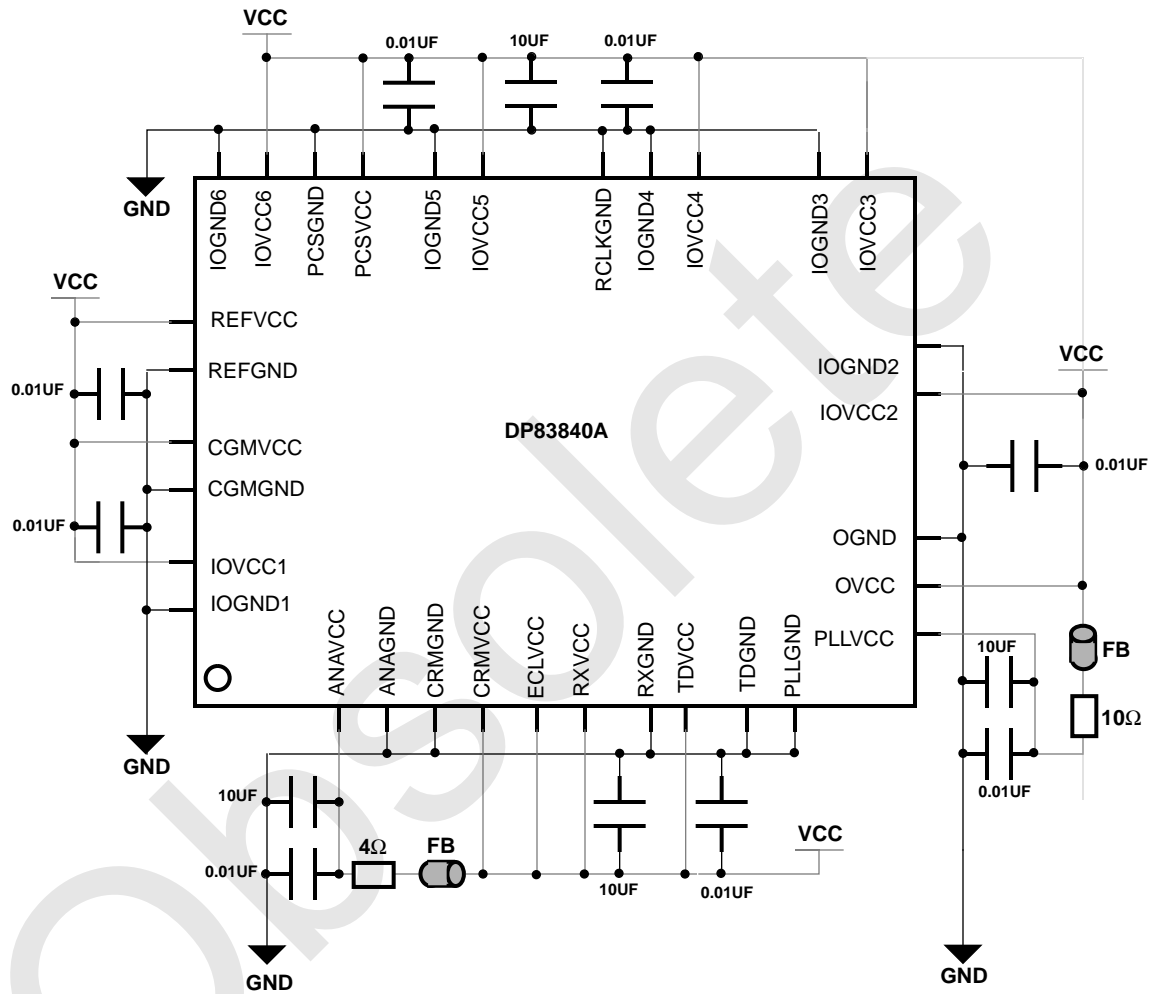 VCC
0.01UF
10UF
0.01UF
GND
IOGND6
IOVCC6
PCSGND
PCSVCC
IOGND5
IOVCC5
RCLKGND
IOGND4
IOVCC4
IOGND3
IOVCC3
VCC
REFVCC
REFGND
0.01UF
CGMVCC
CGMGND
0.01UF
IOVCC1
IOGND1
GND
DP83840A
IOGND2
IOVCC2
VCC
0.01UF
OGND
OVCC
PLLVCC
10UF
FB
10Ω
0.01UF
GND
ANAVCC
ANAGND
CRMGND
CRMVCC
ECLVCC
RXVCC
RXGND
TDVCC
TDGND
PLLGND
10UF
0.01UF
4Ω
FB
10UF
0.01UF
VCC
GND
Obsolete